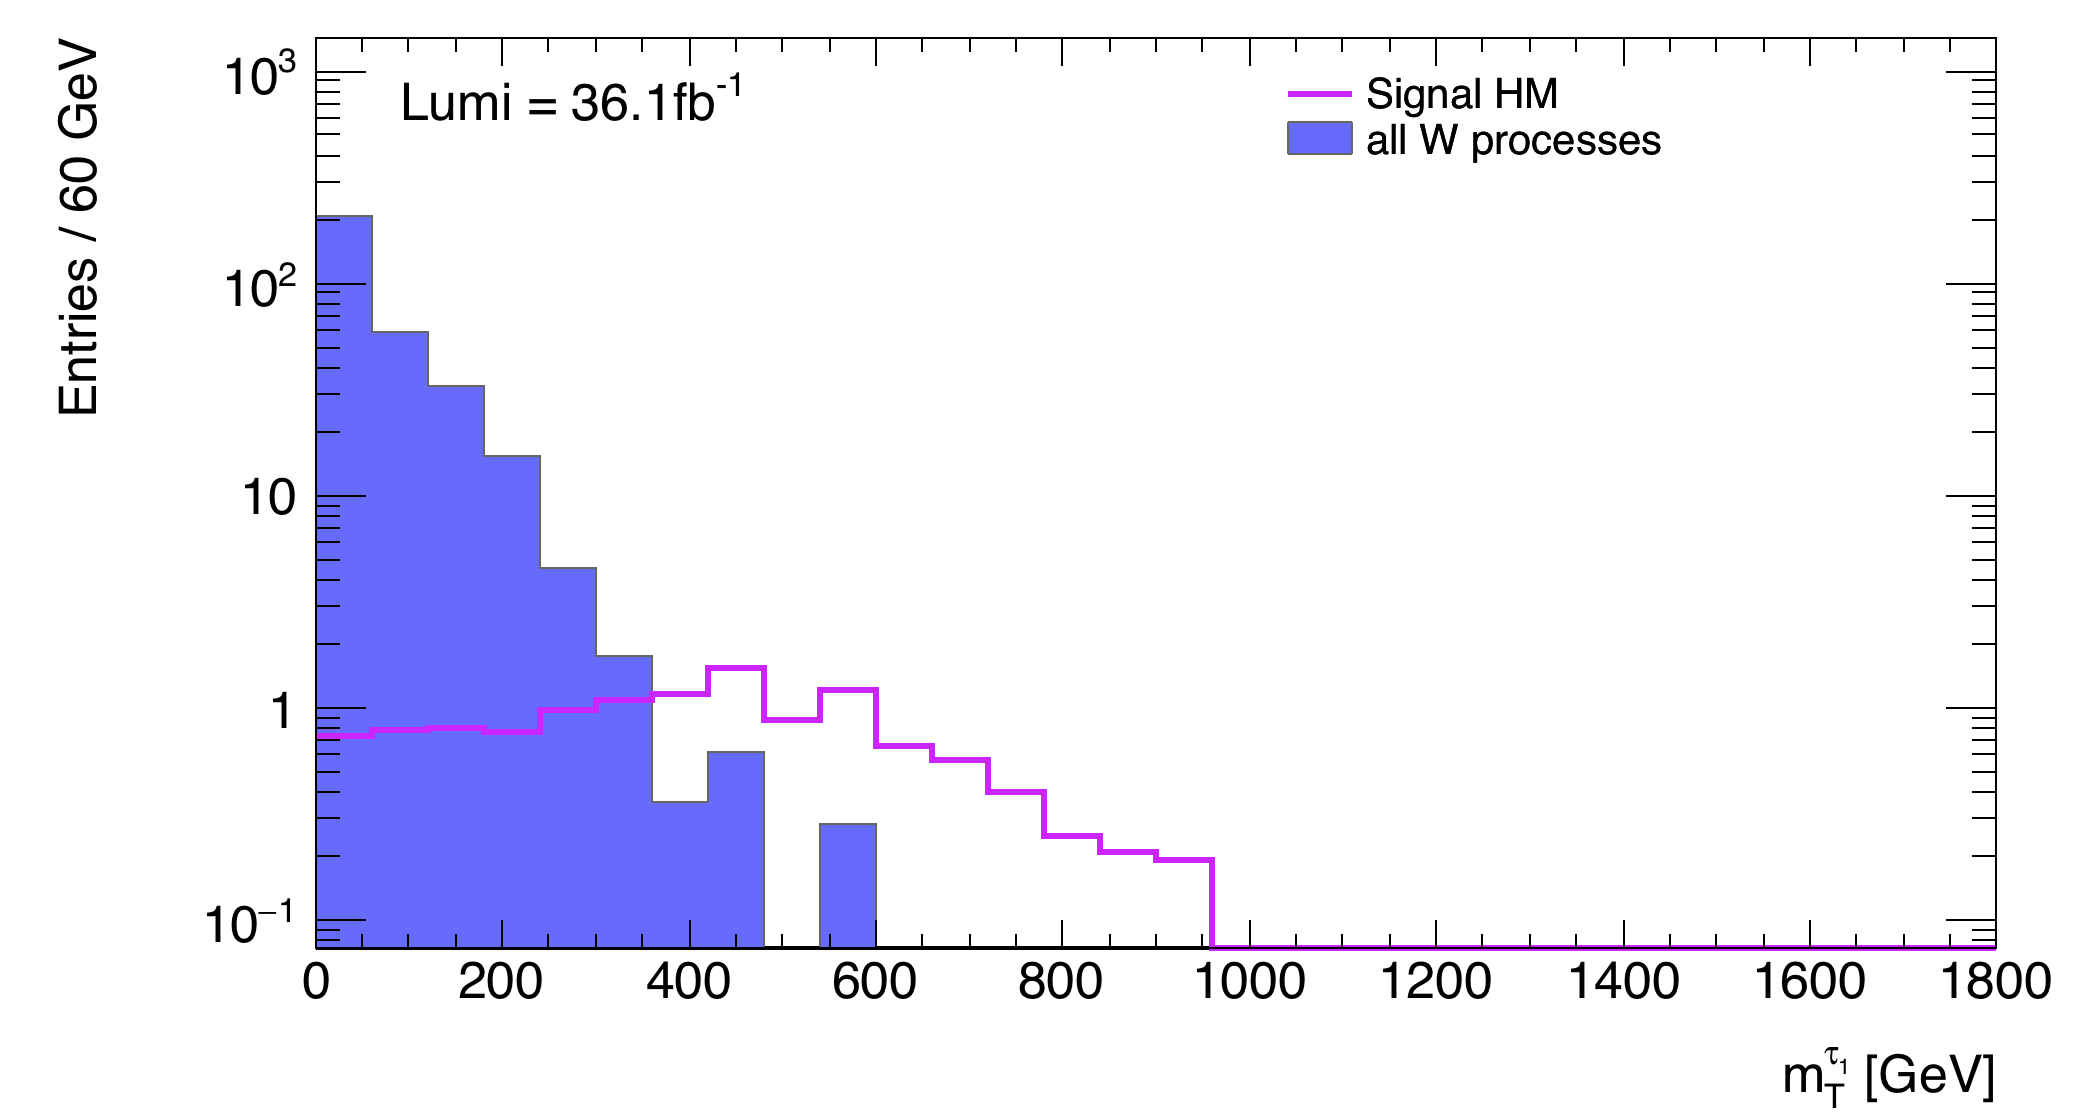 Entries / 60 GeV
10³
10²
10
1
10⁻¹
Lumi = 36.1fb⁻¹
Signal HM
all W processes
0 200 400 600 800 1000 1200 1400 1600 1800
m_T^τ₁ [GeV]